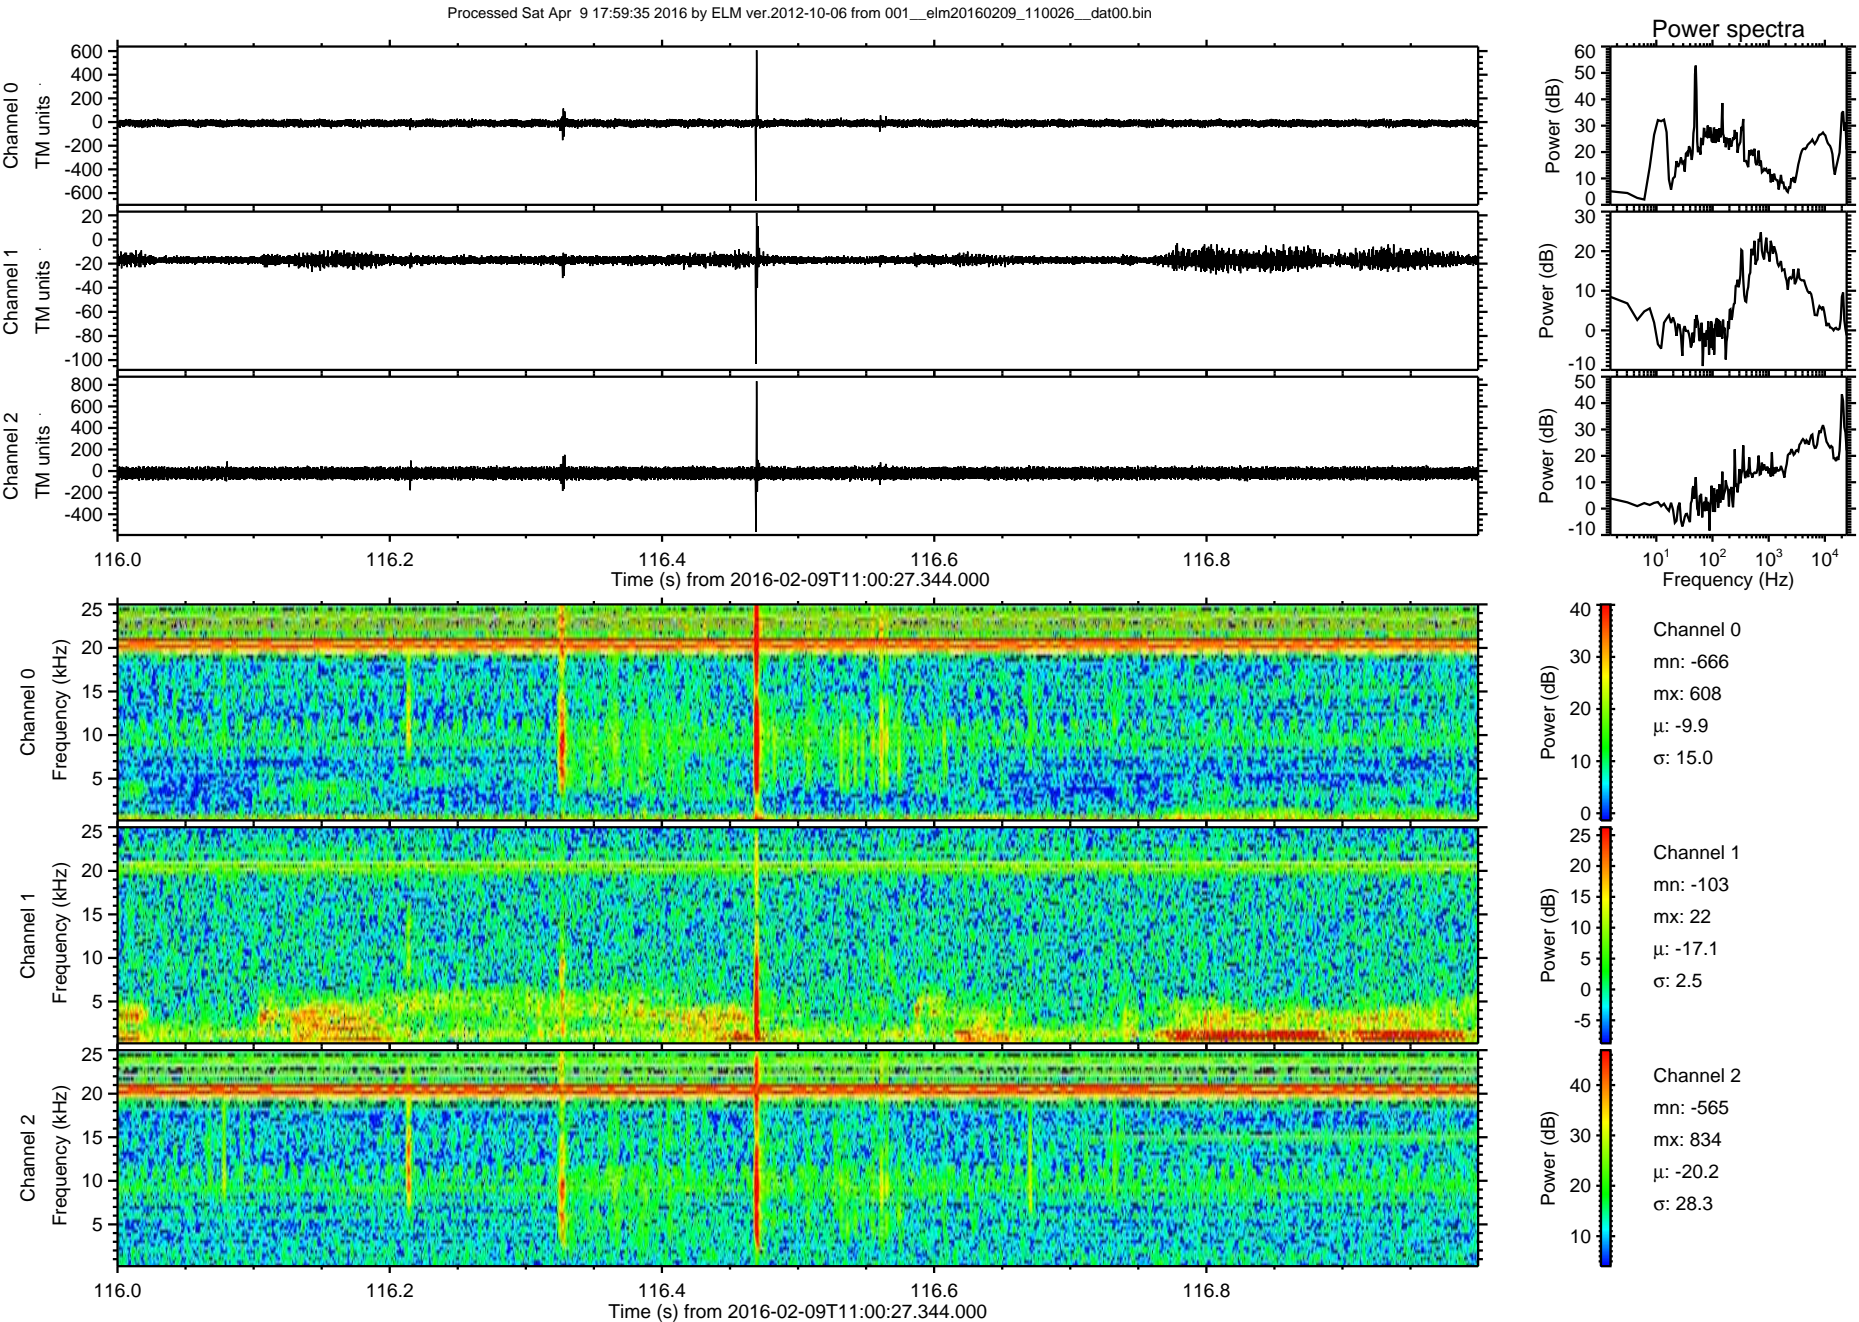 Processed Sat Apr  9 17:59:35 2016 by ELM ver.2012-10-06 from 001__elm20160209_110026__dat00.bin
Power spectra
Channel 0
TM units
600
400
200
0
-200
-400
-600
Power (dB)
60
50
40
30
20
10
0
Channel 1
TM units
20
0
-20
-40
-60
-80
-100
Power (dB)
30
20
10
0
-10
Channel 2
TM units
800
600
400
200
0
-200
-400
Power (dB)
50
40
30
20
10
0
-10
116.0 116.2 116.4 116.6 116.8
Time (s) from 2016-02-09T11:00:27.344.000
10¹ 10² 10³ 10⁴
Frequency (Hz)
Channel 0
Frequency (kHz)
25
20
15
10
5
Power (dB)
40
30
20
10
0
Channel 0
mn: -666
mx: 608
μ: -9.9
σ: 15.0
Channel 1
Frequency (kHz)
25
20
15
10
5
Power (dB)
25
20
15
10
5
0
-5
Channel 1
mn: -103
mx: 22
μ: -17.1
σ: 2.5
Channel 2
Frequency (kHz)
25
20
15
10
5
Power (dB)
40
30
20
10
Channel 2
mn: -565
mx: 834
μ: -20.2
σ: 28.3
116.0 116.2 116.4 116.6 116.8
Time (s) from 2016-02-09T11:00:27.344.000